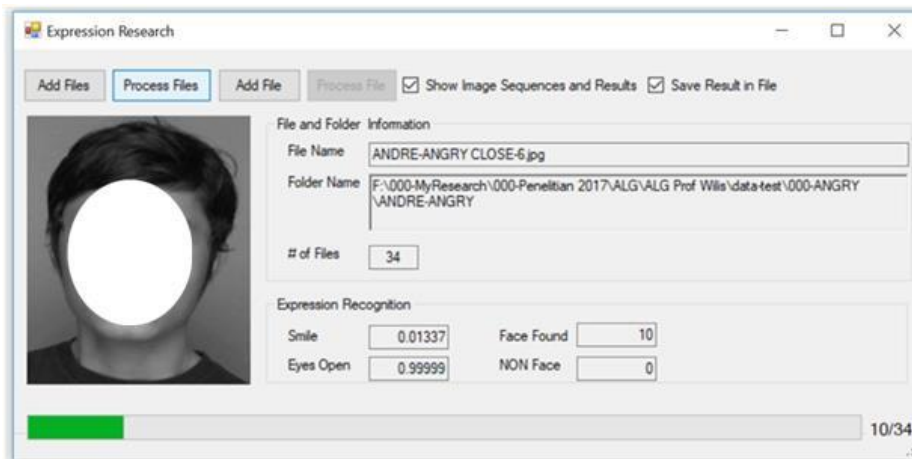 Expression Research
Add Files Process Files Add File Process File Show Image Sequences and Results Save Result in File
File and Folder Information
File Name ANDRE-ANGRY CLOSE-6.jpg
Folder Name F:\000-MyResearch\000-Penelitian 2017\ALG\ALG Prof Wilis\data-test\000-ANGRY
\ANDRE-ANGRY
# of Files 34
Expression Recognition
Smile 0.01337 Face Found 10
Eyes Open 0.99999 NON Face 0
10/34